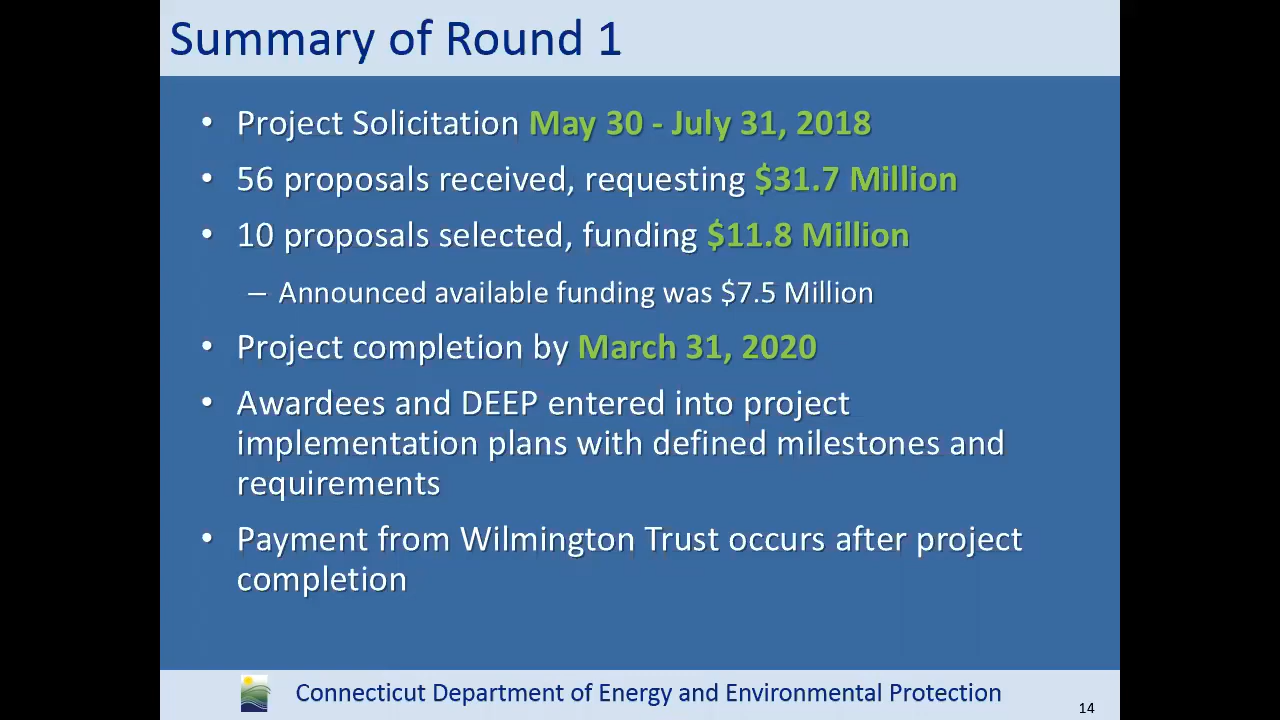 Summary of Round 1
• Project Solicitation May 30 - July 31, 2018
• 56 proposals received, requesting $31.7 Million
• 10 proposals selected, funding $11.8 Million
– Announced available funding was $7.5 Million
• Project completion by March 31, 2020
• Awardees and DEEP entered into project
implementation plans with defined milestones and
requirements
• Payment from Wilmington Trust occurs after project
completion
Connecticut Department of Energy and Environmental Protection
14